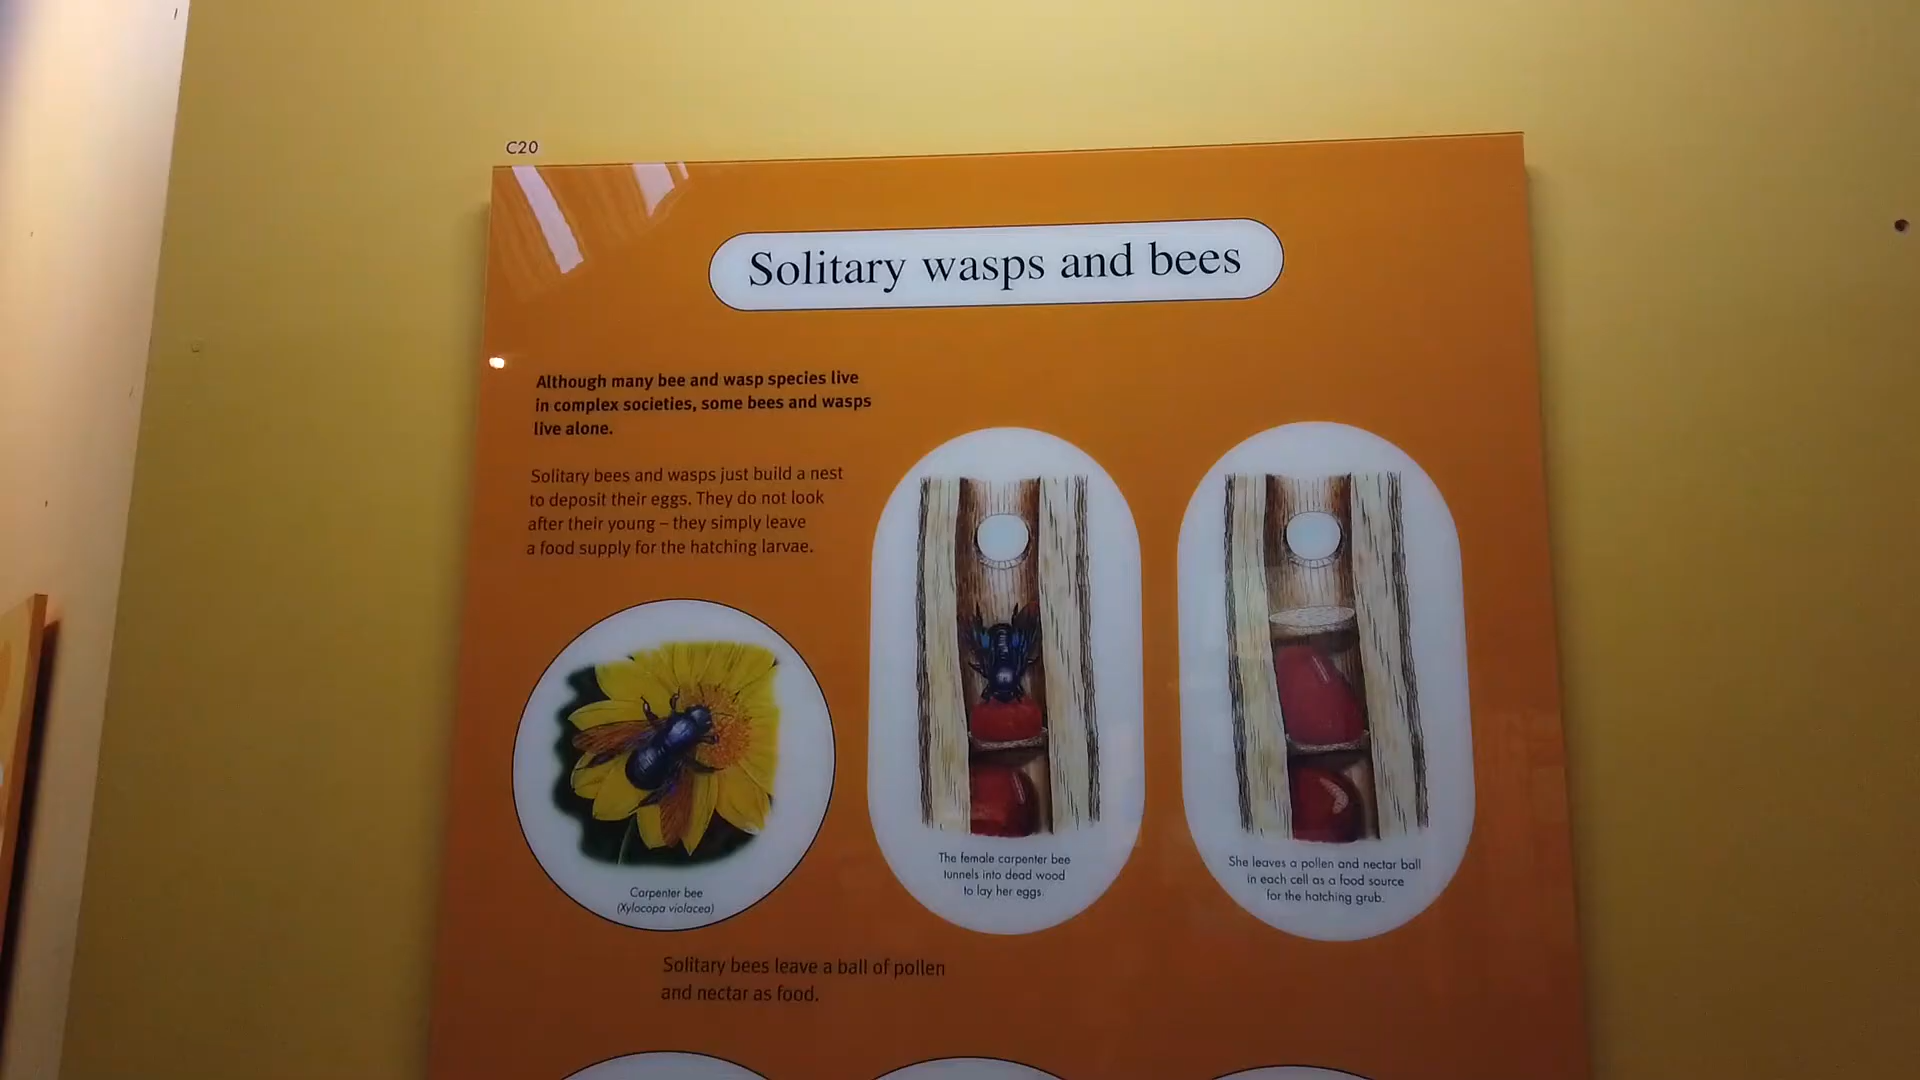 C20
Solitary wasps and bees
Although many bee and wasp species live
in complex societies, some bees and wasps
live alone.
Solitary bees and wasps just build a nest
to deposit their eggs. They do not look
after their young – they simply leave
a food supply for the hatching larvae.
Carpenter bee
(Xylocopa violacea)
The female carpenter bee
tunnels into dead wood
to lay her eggs.
She leaves a pollen and nectar ball
in each cell as a food source
for the hatching grub.
Solitary bees leave a ball of pollen
and nectar as food.